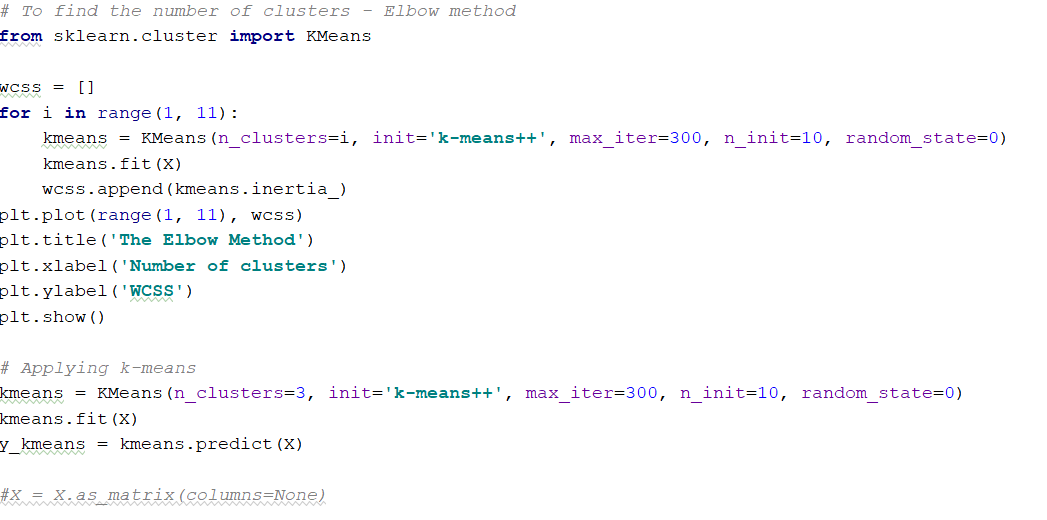 # To find the number of clusters - Elbow method
from sklearn.cluster import KMeans
wcss = []
for i in range(1, 11):
    kmeans = KMeans(n_clusters=i, init='k-means++', max_iter=300, n_init=10, random_state=0)
    kmeans.fit(X)
    wcss.append(kmeans.inertia_)
plt.plot(range(1, 11), wcss)
plt.title('The Elbow Method')
plt.xlabel('Number of clusters')
plt.ylabel('WCSS')
plt.show()
# Applying k-means
kmeans = KMeans(n_clusters=3, init='k-means++', max_iter=300, n_init=10, random_state=0)
kmeans.fit(X)
y_kmeans = kmeans.predict(X)
#X = X.as_matrix(columns=None)